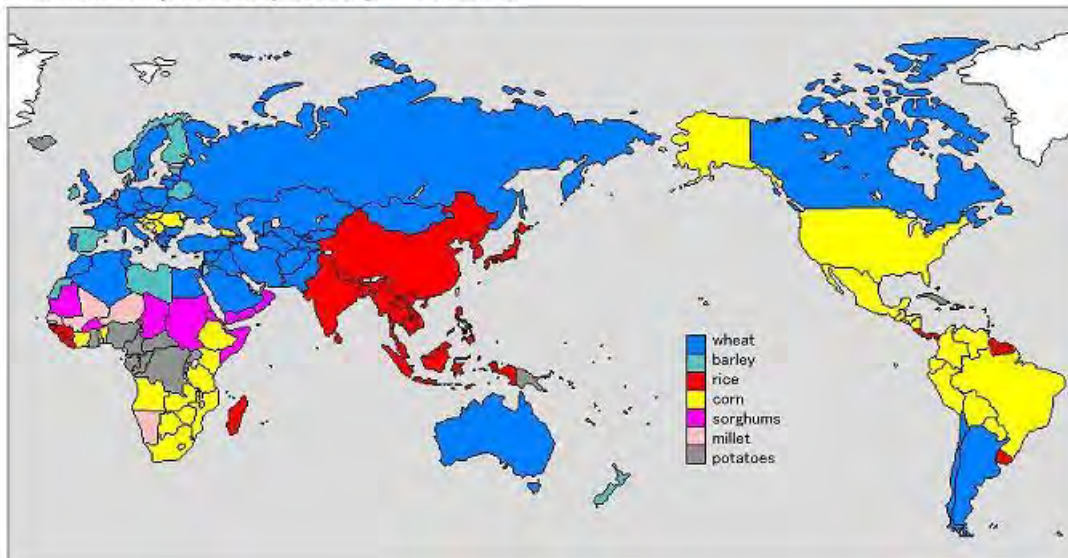 wheat
barley
rice
corn
sorghums
millet
potatoes